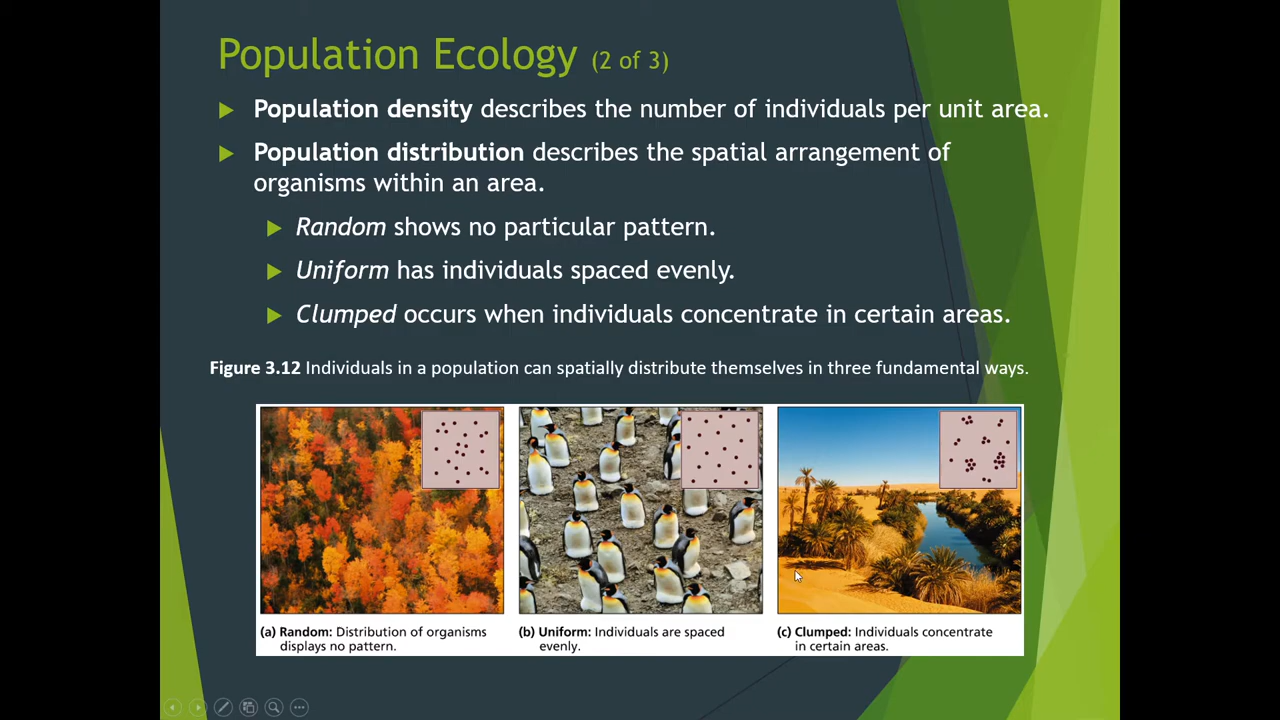 Population Ecology (2 of 3)
Population density describes the number of individuals per unit area.
Population distribution describes the spatial arrangement of
organisms within an area.
Random shows no particular pattern.
Uniform has individuals spaced evenly.
Clumped occurs when individuals concentrate in certain areas.
Figure 3.12 Individuals in a population can spatially distribute themselves in three fundamental ways.
(a) Random: Distribution of organisms
displays no pattern.
(b) Uniform: Individuals are spaced
evenly.
(c) Clumped: Individuals concentrate
in certain areas.